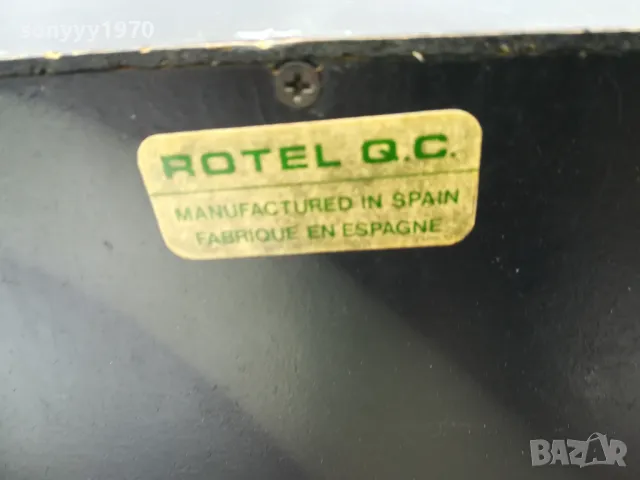 sonyyy1970
ROTEL Q.C.
MANUFACTURED IN SPAIN
FABRIQUE EN ESPAGNE
BAZAR